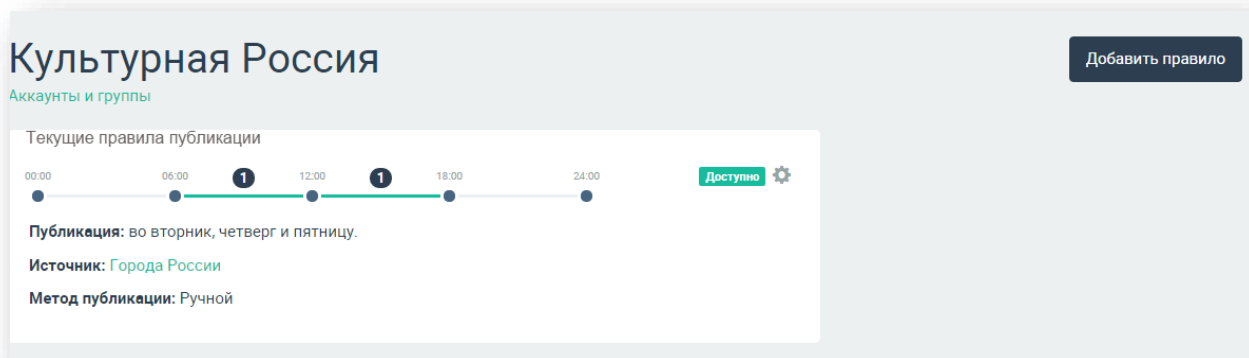 Культурная Россия
Добавить правило
Аккаунты и группы
Текущие правила публикации
00:00 06:00 1 12:00 1 18:00 24:00 Доступно
Публикация: во вторник, четверг и пятницу.
Источник: Города России
Метод публикации: Ручной